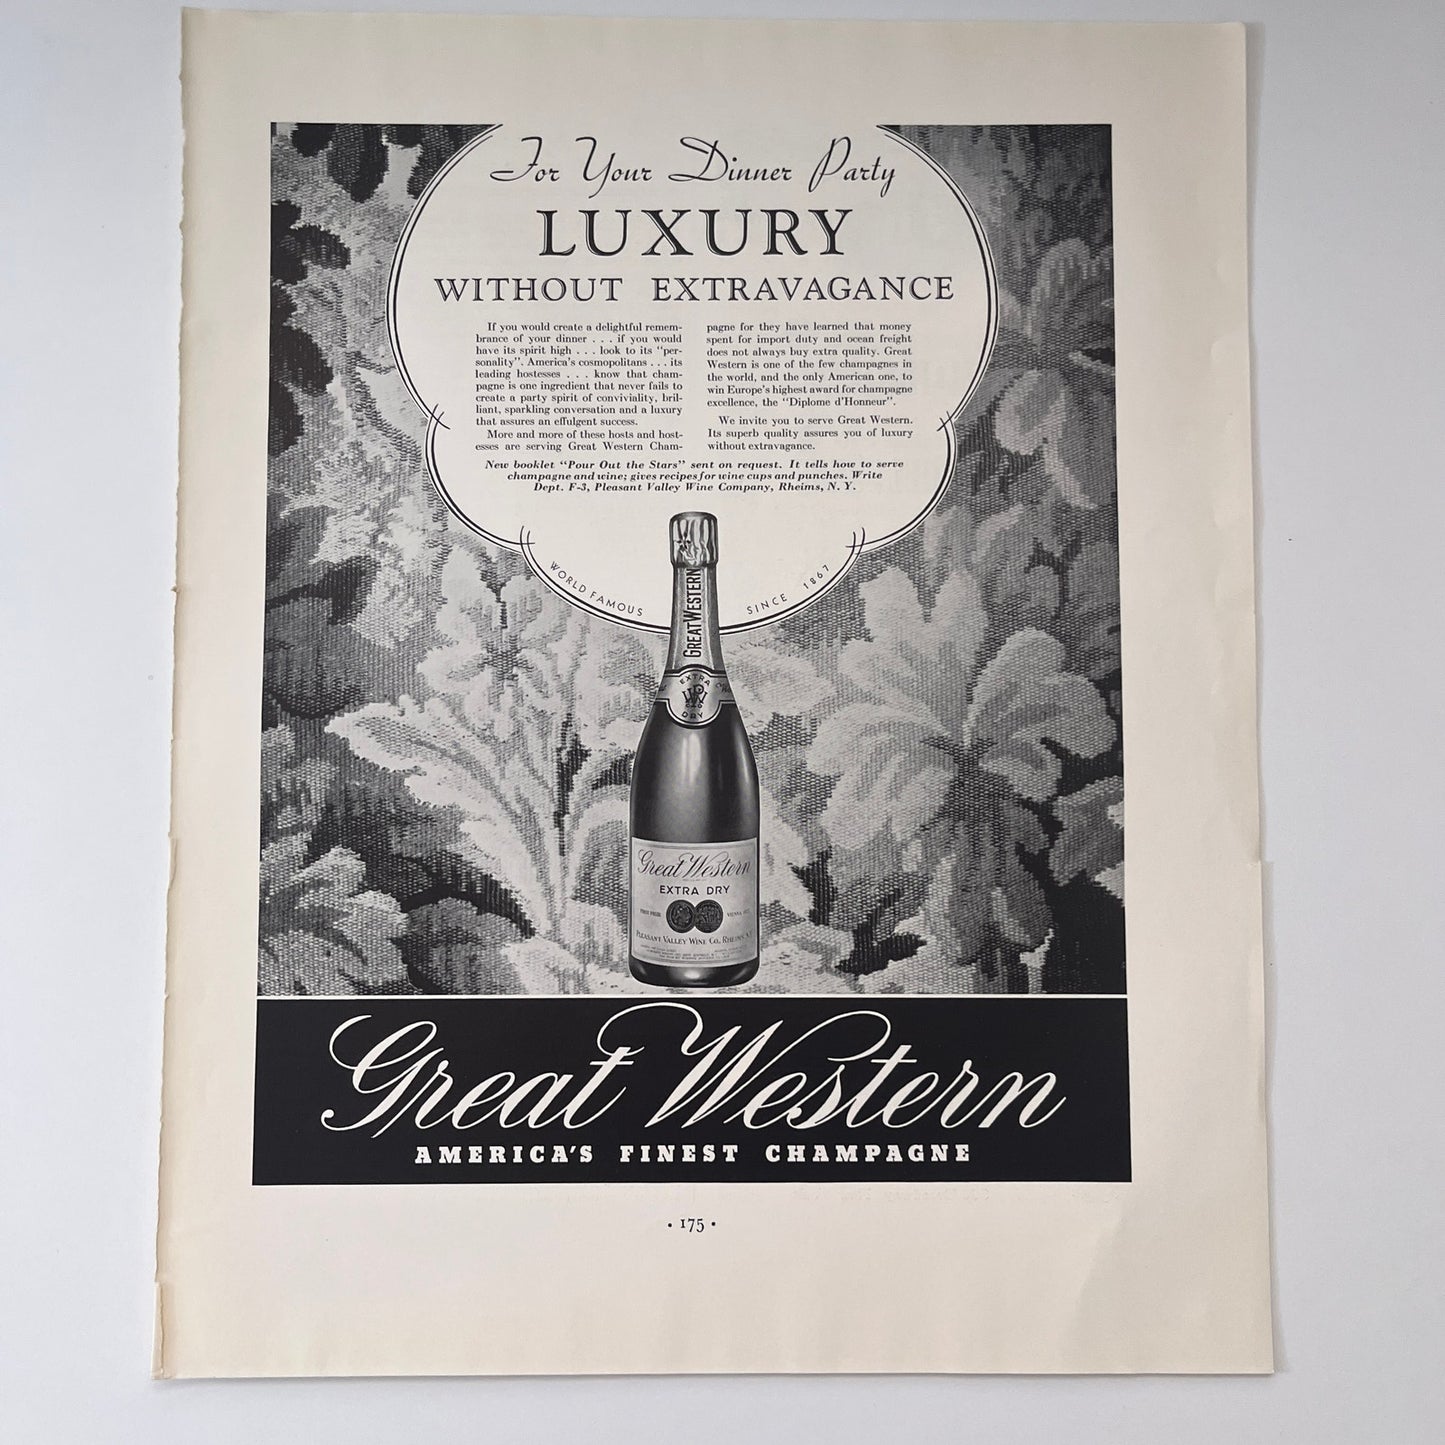 For Your Dinner Party
LUXURY
WITHOUT EXTRAVAGANCE
If you would create a delightful remem-
brance of your dinner . . . if you would
have its spirit high . . . look to its "per-
sonality". America's cosmopolitans . . . its
leading hostesses . . . know that cham-
pagne is one ingredient that never fails to
create a party spirit of conviviality, bril-
liant, sparkling conversation and a luxury
that assures an effulgent success.
More and more of these hosts and host-
esses are serving Great Western Cham-
pagne for they have learned that money
spent for import duty and ocean freight
does not always buy extra quality. Great
Western is one of the few champagnes in
the world, and the only American one, to
win Europe's highest award for champagne
excellence, the "Diplome d'Honneur".
We invite you to serve Great Western.
Its superb quality assures you of luxury
without extravagance.
New booklet "Pour Out the Stars" sent on request. It tells how to serve
champagne and wine; gives recipes for wine cups and punches. Write
Dept. F-3, Pleasant Valley Wine Company, Rheims, N. Y.
WORLD FAMOUS
SINCE 1867
GREAT WESTERN
EXTRA
DRY
Great Western
EXTRA DRY
PLEASANT VALLEY WINE CO. RHEIMS, N.Y.
Great Western
AMERICA'S FINEST CHAMPAGNE
• 175 •